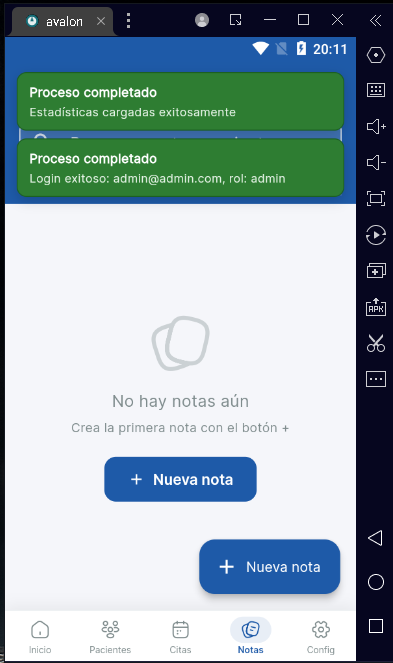 avalon
20:11
Proceso completado
Estadísticas cargadas exitosamente
Proceso completado
Login exitoso: admin@admin.com, rol: admin
No hay notas aún
Crea la primera nota con el botón +
+ Nueva nota
+ Nueva nota
Inicio
Pacientes
Citas
Notas
Config
APK